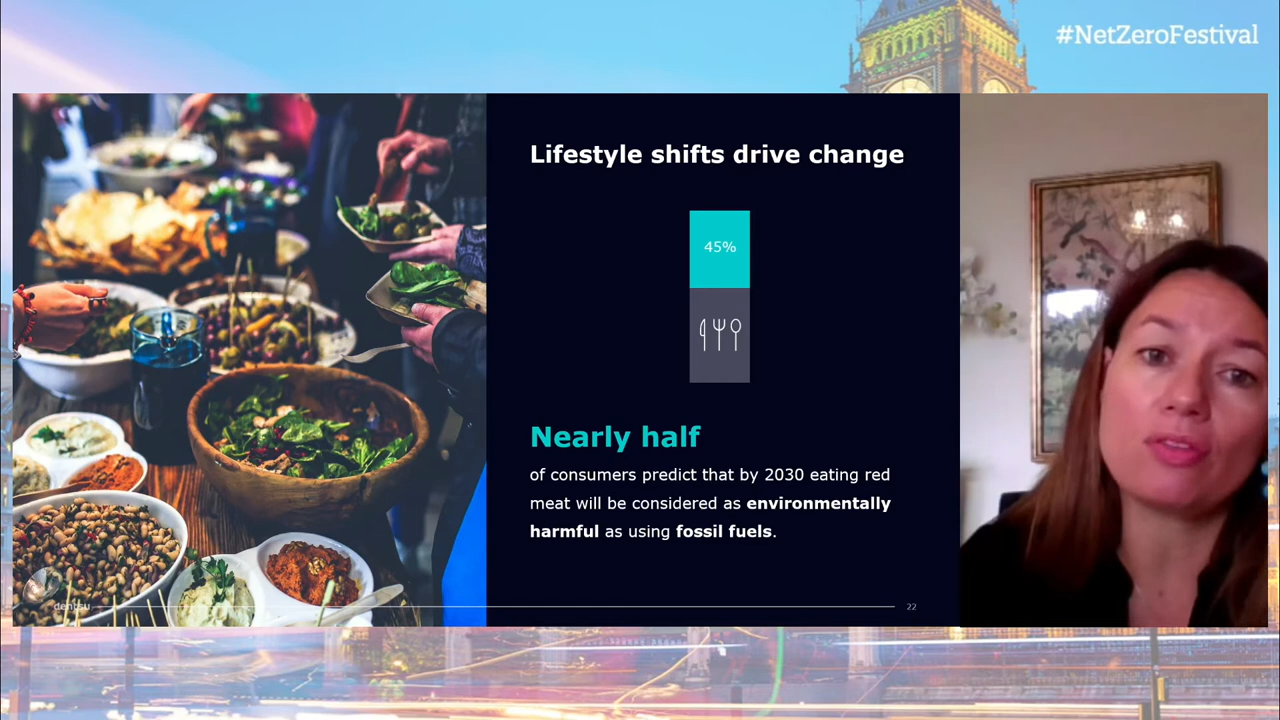 #NetZeroFestival
Lifestyle shifts drive change
45%
Nearly half
of consumers predict that by 2030 eating red
meat will be considered as environmentally
harmful as using fossil fuels.
dentsu
22